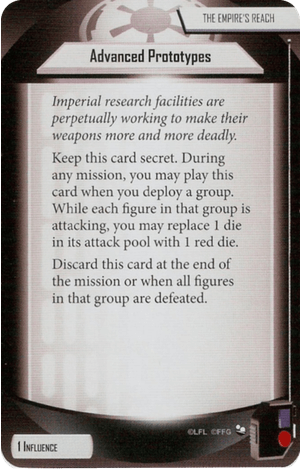 THE EMPIRE'S REACH
Advanced Prototypes
Imperial research facilities are
perpetually working to make their
weapons more and more deadly.
Keep this card secret. During
any mission, you may play this
card when you deploy a group.
While each figure in that group is
attacking, you may replace 1 die
in its attack pool with 1 red die.
Discard this card at the end of
the mission or when all figures
in that group are defeated.
©LFL ©FFG
1 INFLUENCE